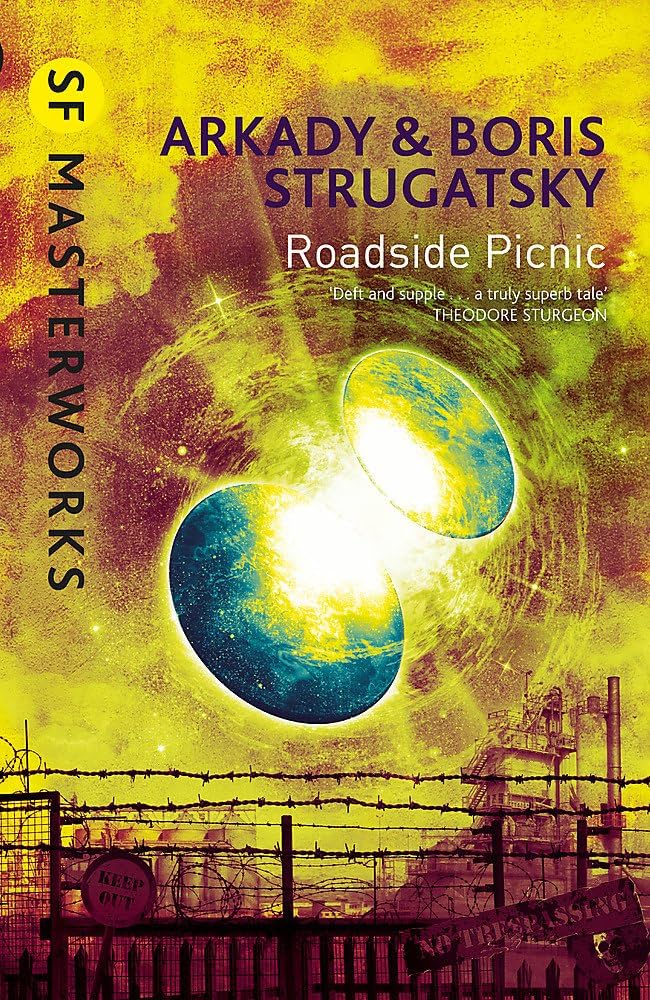 SF MASTERWORKS
ARKADY & BORIS
STRUGATSKY
Roadside Picnic
‘Deft and supple . . . a truly superb tale’
THEODORE STURGEON
KEEP
OUT
NO TRESPASSING